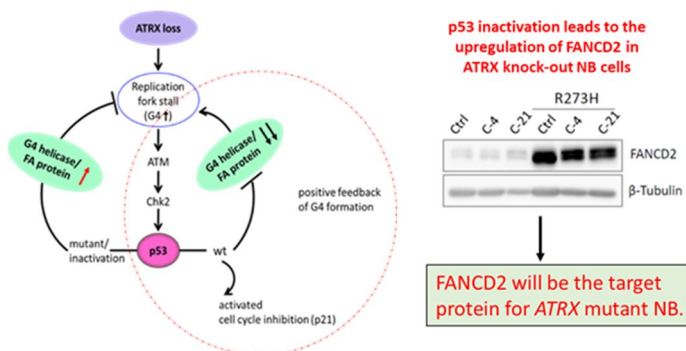 ATRX loss
Replication
fork stall
(G4 ↑)
G4 helicase/
FA protein
ATM
Chk2
p53
mutant/
inactivation
wt
G4 helicase/
FA protein
positive feedback
of G4 formation
activated
cell cycle inhibition (p21)
p53 inactivation leads to the
upregulation of FANCD2 in
ATRX knock-out NB cells
R273H
Ctrl C-4 C-21 Ctrl C-4 C-21
FANCD2
β-Tubulin
FANCD2 will be the target
protein for ATRX mutant NB.